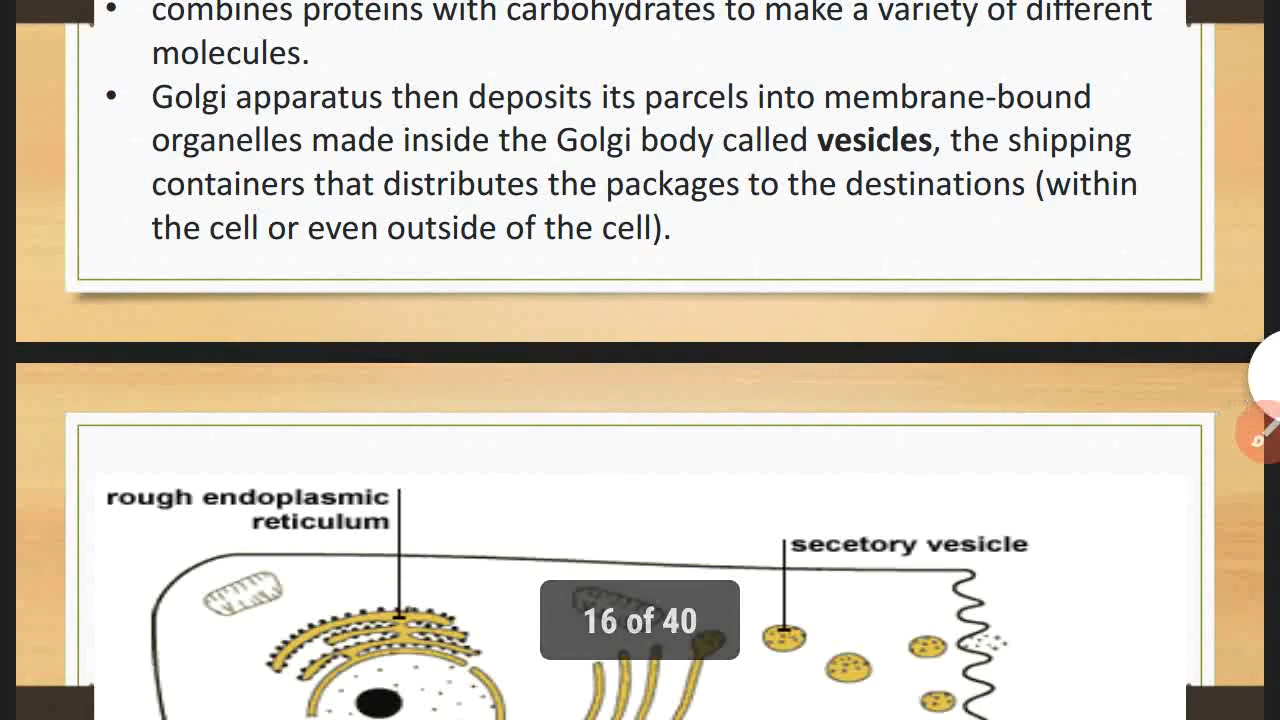 • combines proteins with carbohydrates to make a variety of different
molecules.
• Golgi apparatus then deposits its parcels into membrane-bound
organelles made inside the Golgi body called vesicles, the shipping
containers that distributes the packages to the destinations (within
the cell or even outside of the cell).
rough endoplasmic
reticulum
secetory vesicle
16 of 40